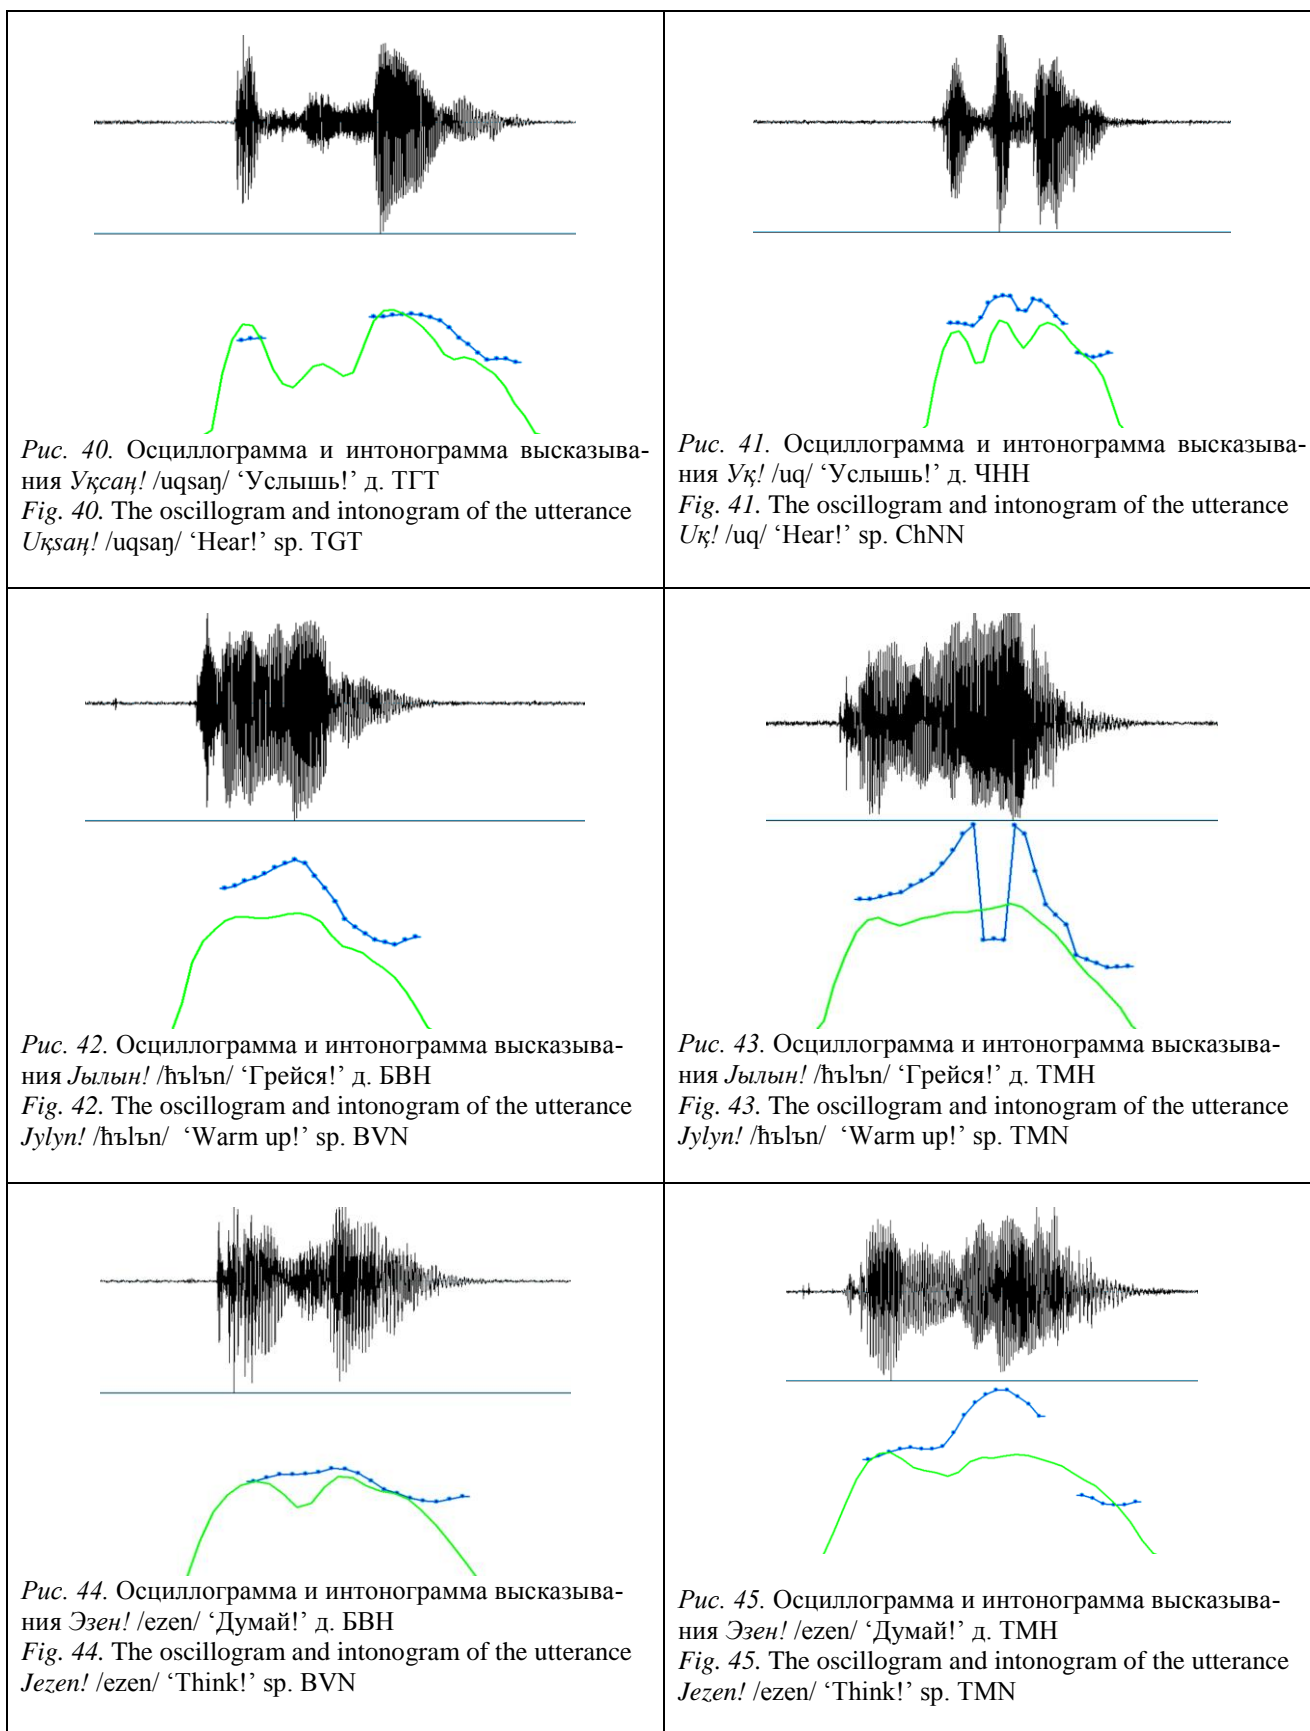 Рис. 40. Осциллограмма и интонограмма высказыва-
ния Уқсаң! /uqsaŋ/ ‘Услышь!’ д. ТГТ
Fig. 40. The oscillogram and intonogram of the utterance
Uқsaң! /uqsaŋ/ ‘Hear!’ sp. TGT
Рис. 41. Осциллограмма и интонограмма высказыва-
ния Уқ! /uq/ ‘Услышь!’ д. ЧНН
Fig. 41. The oscillogram and intonogram of the utterance
Uқ! /uq/ ‘Hear!’ sp. ChNN
Рис. 42. Осциллограмма и интонограмма высказыва-
ния Јылын! /ћъlъn/ ‘Грейся!’ д. БВН
Fig. 42. The oscillogram and intonogram of the utterance
Jylyn! /ћъlъn/ ‘Warm up!’ sp. BVN
Рис. 43. Осциллограмма и интонограмма высказыва-
ния Јылын! /ћъlъn/ ‘Грейся!’ д. ТМН
Fig. 43. The oscillogram and intonogram of the utterance
Jylyn! /ћъlъn/ ‘Warm up!’ sp. TMN
Рис. 44. Осциллограмма и интонограмма высказыва-
ния Эзен! /ezen/ ‘Думай!’ д. БВН
Fig. 44. The oscillogram and intonogram of the utterance
Jezen! /ezen/ ‘Think!’ sp. BVN
Рис. 45. Осциллограмма и интонограмма высказыва-
ния Эзен! /ezen/ ‘Думай!’ д. ТМН
Fig. 45. The oscillogram and intonogram of the utterance
Jezen! /ezen/ ‘Think!’ sp. TMN